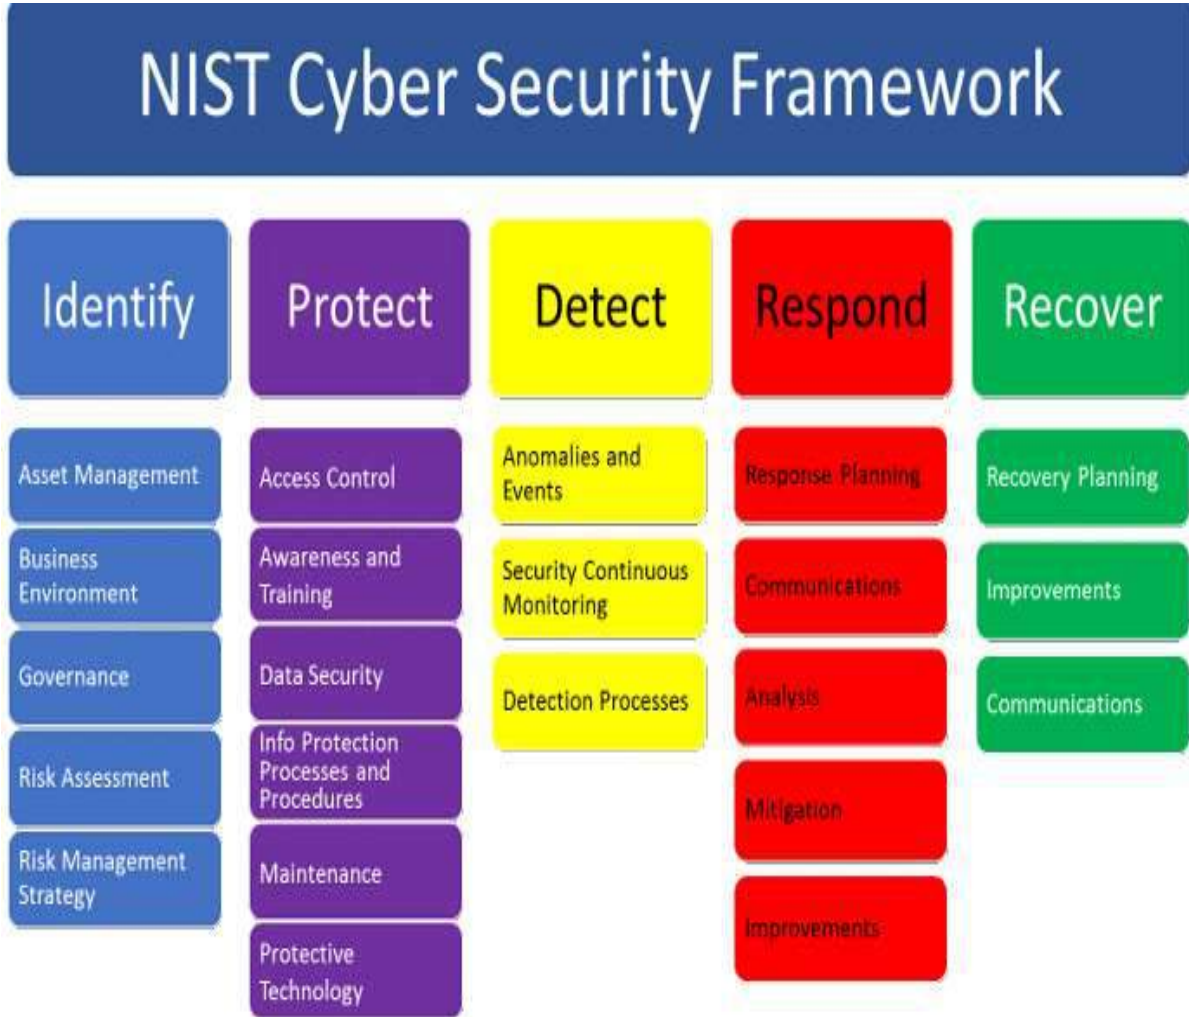 NIST Cyber Security Framework
Identify
Protect
Detect
Respond
Recover
Asset Management
Business
Environment
Governance
Risk Assessment
Risk Management
Strategy
Access Control
Awareness and
Training
Data Security
Info Protection
Processes and
Procedures
Maintenance
Protective
Technology
Anomalies and
Events
Security Continuous
Monitoring
Detection Processes
Response Planning
Communications
Analysis
Mitigation
Improvements
Recovery Planning
Improvements
Communications